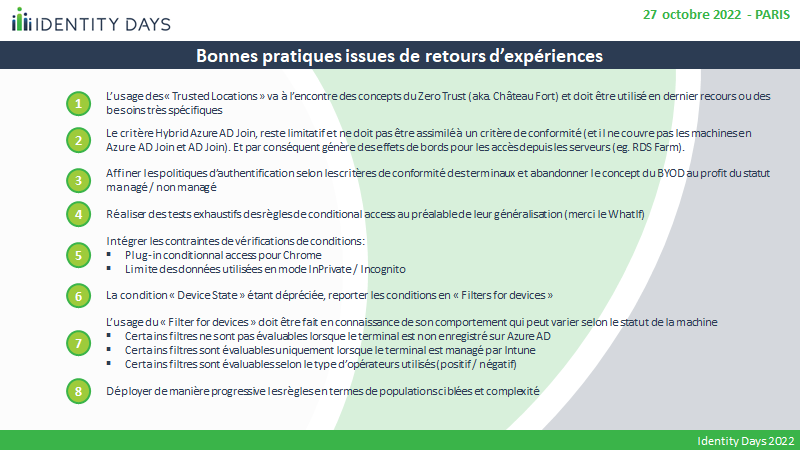 IDENTITY DAYS
27 octobre 2022 - PARIS
Bonnes pratiques issues de retours d'expériences
1
L'usage des « Trusted Locations » va à l'encontre des concepts du Zero Trust (aka. Château Fort) et doit être utilisé en dernier recours ou des
besoins très spécifiques
2
Le critère Hybrid Azure AD Join, reste limitatif et ne doit pas être assimilé à un critère de conformité (et il ne couvre pas les machines en
Azure AD Join et AD Join). Et par conséquent génère des effets de bords pour les accès depuis les serveurs (eg. RDS Farm).
3
Affiner les politiques d'authentification selon les critères de conformité des terminaux et abandonner le concept du BYOD au profit du statut
managé / non managé
4
Réaliser des tests exhaustifs des règles de conditional access au préalable de leur généralisation (merci le WhatIf)
5
Intégrer les contraintes de vérifications de conditions :
▪ Plug-in conditionnal access pour Chrome
▪ Limite des données utilisées en mode InPrivate / Incognito
6
La condition « Device State » étant dépréciée, reporter les conditions en « Filters for devices »
7
L'usage du « Filter for devices » doit être fait en connaissance de son comportement qui peut varier selon le statut de la machine
▪ Certains filtres ne sont pas évaluables lorsque le terminal est non enregistré sur Azure AD
▪ Certains filtres sont évaluables uniquement lorsque le terminal est managé par Intune
▪ Certains filtres sont évaluables selon le type d'opérateurs utilisés (positif / négatif)
8
Déployer de manière progressive les règles en termes de populations ciblées et complexité
Identity Days 2022